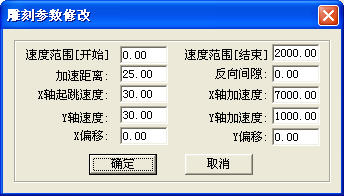 雕刻参数修改
速度范围[开始] 0.00 速度范围[结束] 2000.00
加速距离: 25.00 反向间隙: 0.00
X轴起跳速度: 30.00 X轴加速度: 7000.00
Y轴速度: 30.00 Y轴加速度: 1000.00
X偏移: 0.00 Y偏移: 0.00
确定 取消